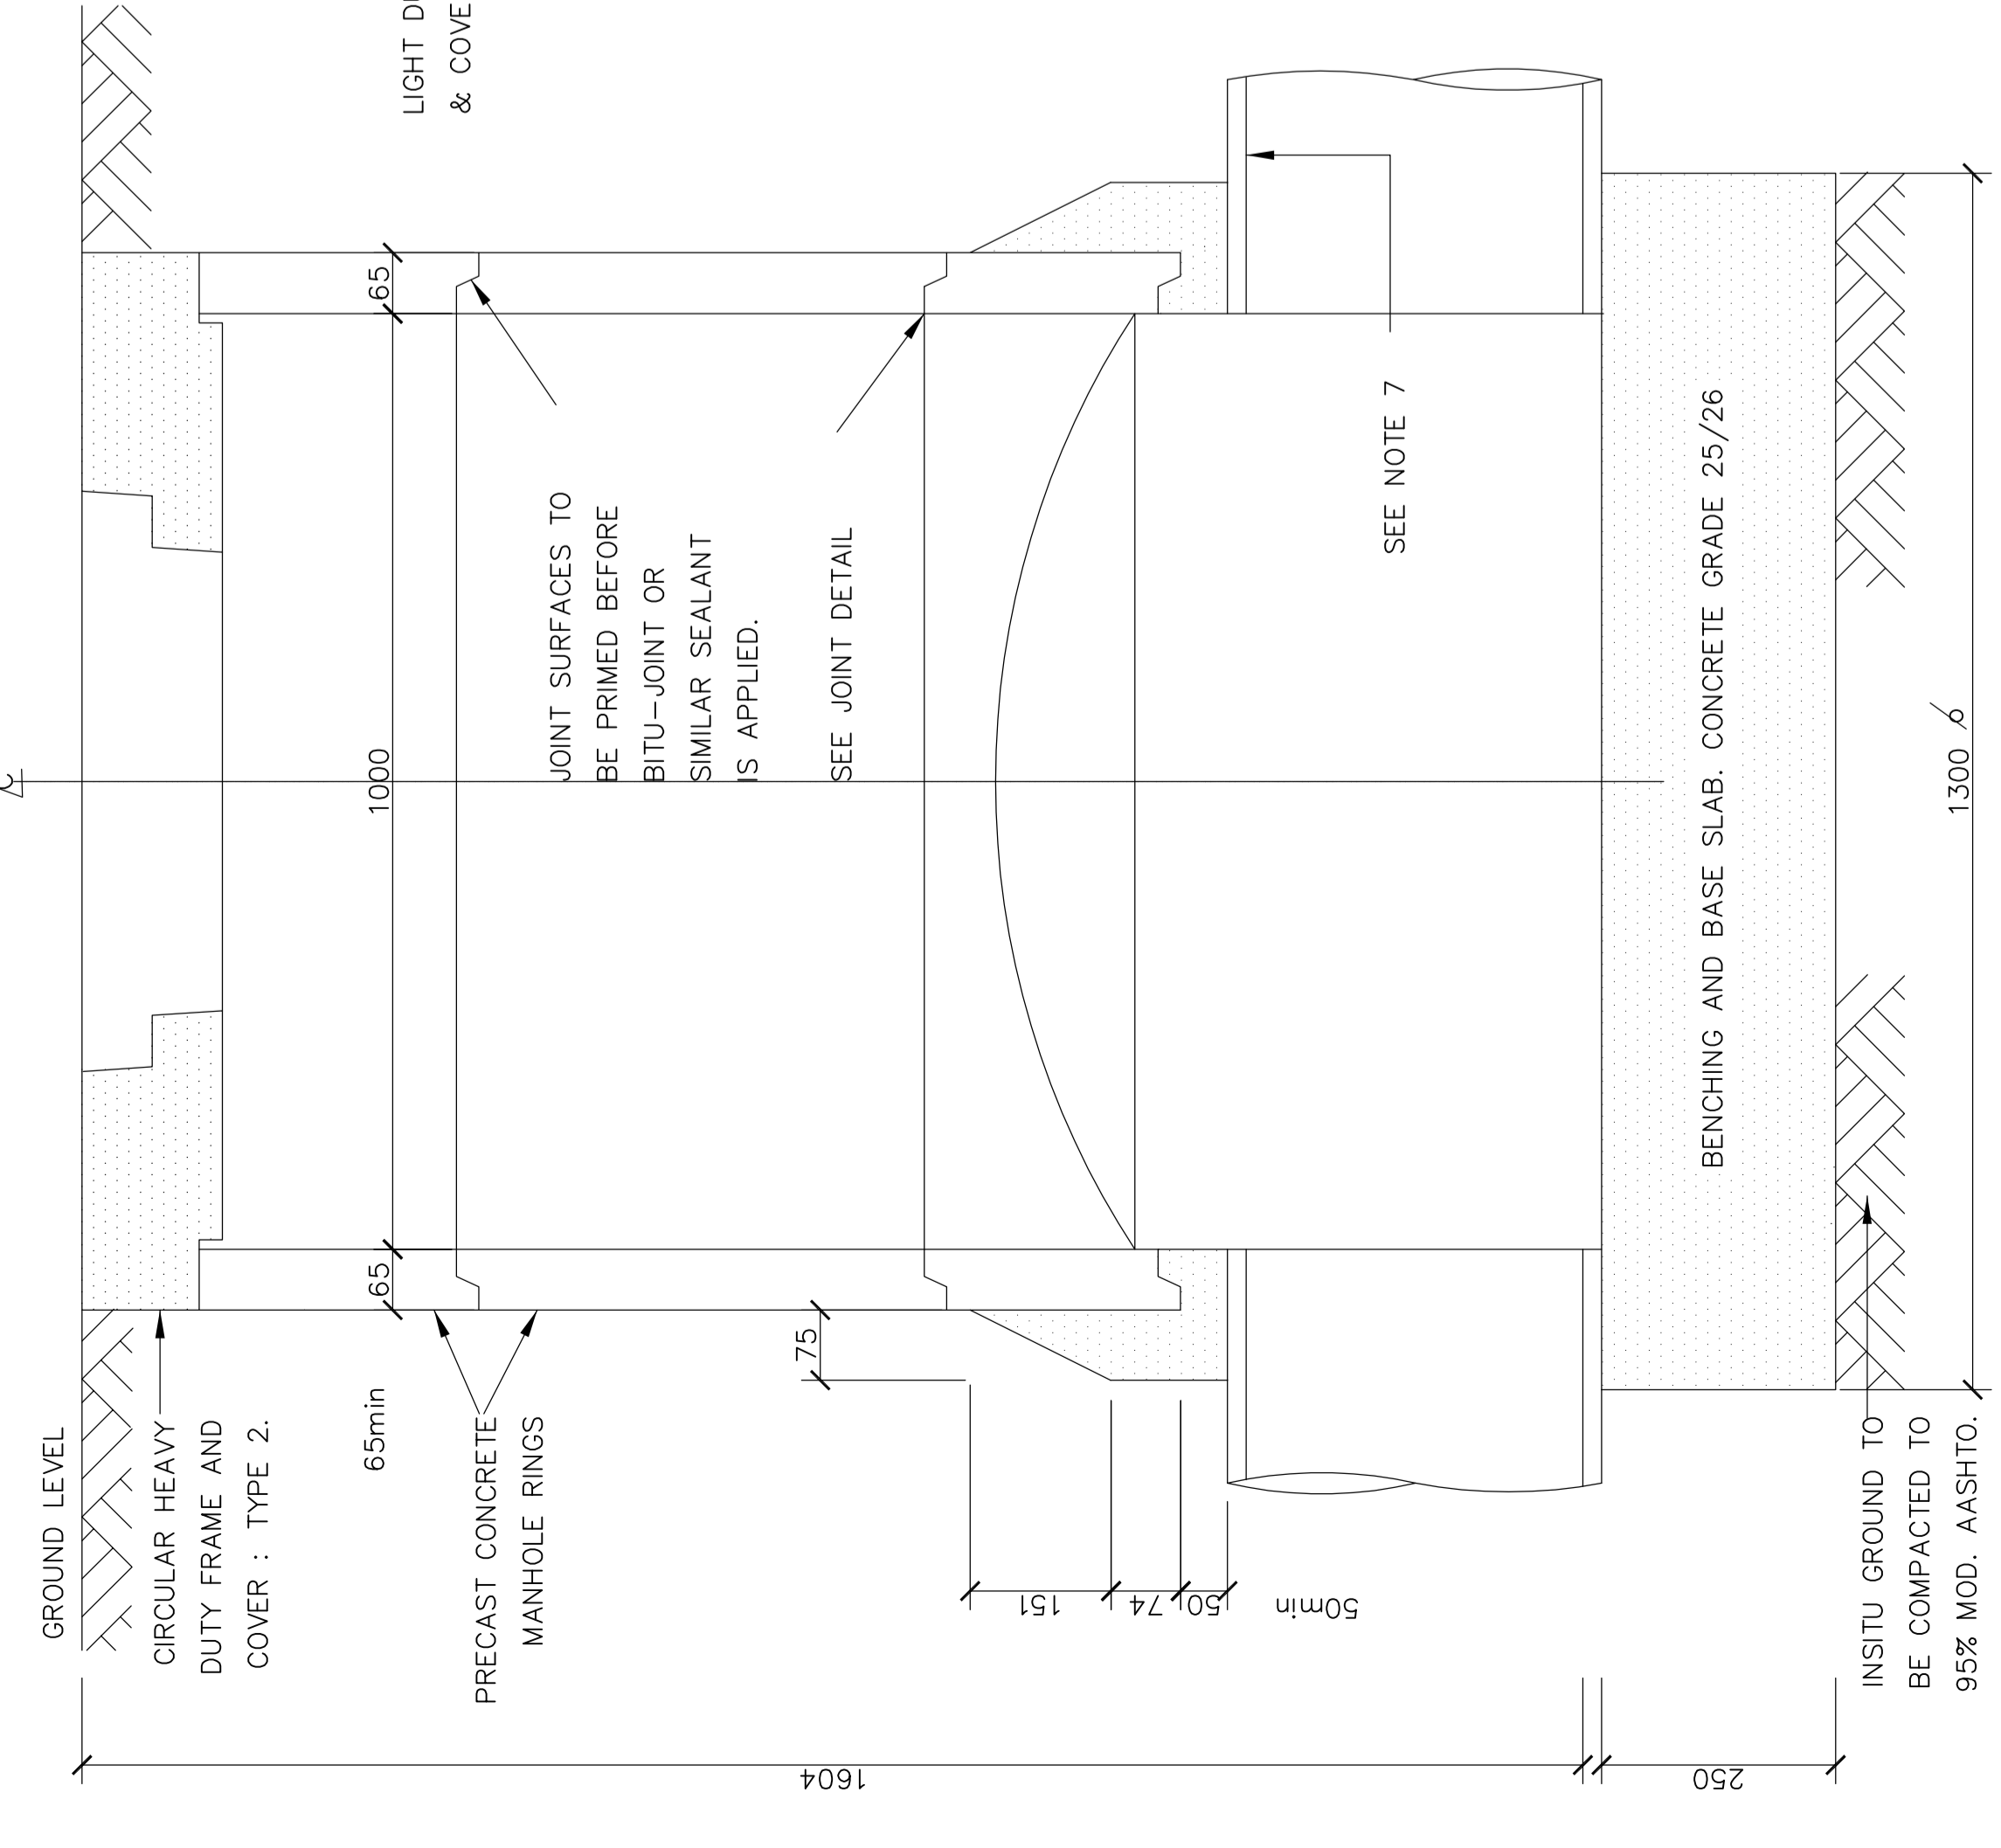 GROUND LEVEL
CIRCULAR HEAVY
DUTY FRAME AND
COVER : TYPE 2.
65min
PRECAST CONCRETE
MANHOLE RINGS
LIGHT
& COVE
65
1000
65
JOINT SURFACES TO
BE PRIMED BEFORE
BITU-JOINT OR
SIMILAR SEALANT
IS APPLIED.
SEE JOINT DETAIL
75
151
74
50
50min
SEE NOTE 7
1604
250
BENCHING AND BASE SLAB. CONCRETE GRADE 25/26
INSITU GROUND TO
BE COMPACTED TO
95% MOD. AASHTO.
1300